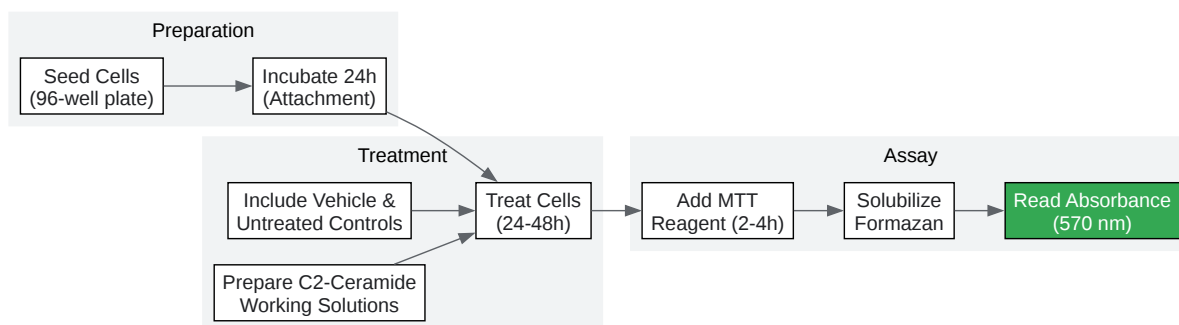 Preparation
Seed Cells
(96-well plate)
Incubate 24h
(Attachment)
Treatment
Include Vehicle &
Untreated Controls
Prepare C2-Ceramide
Working Solutions
Treat Cells
(24-48h)
Assay
Add MTT
Reagent (2-4h)
Solubilize
Formazan
Read Absorbance
(570 nm)